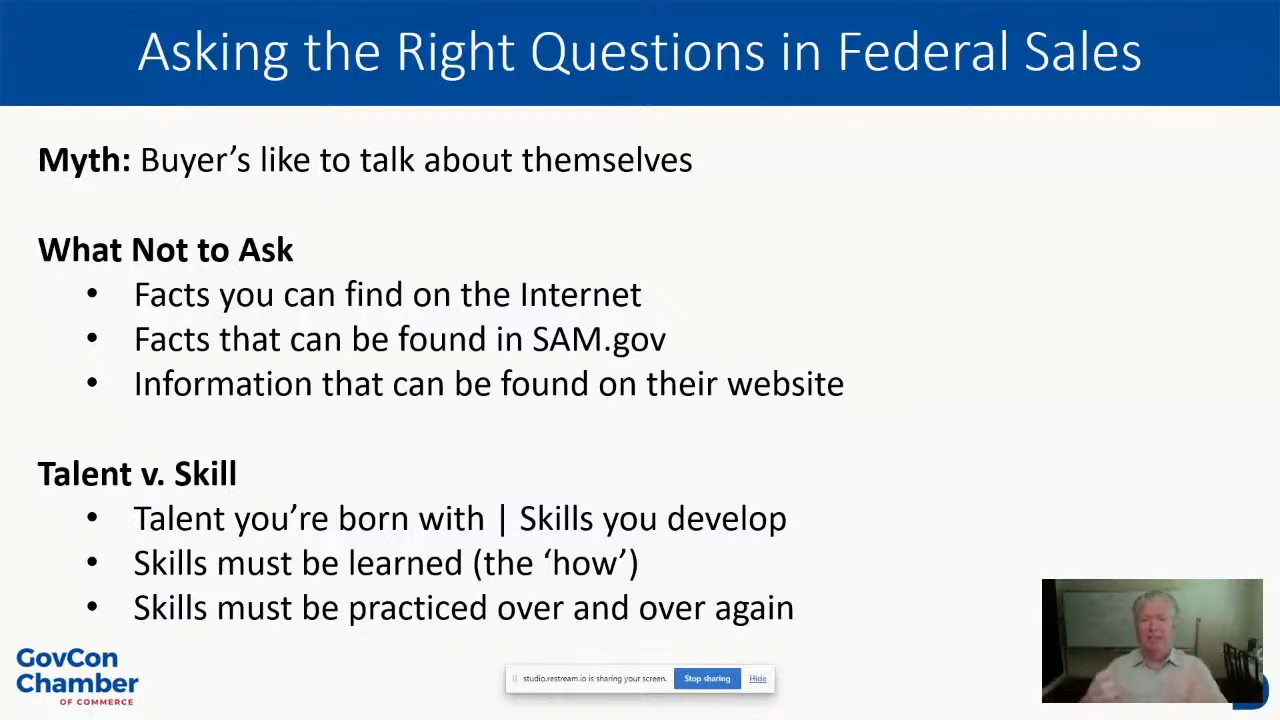 Asking the Right Questions in Federal Sales
Myth: Buyer’s like to talk about themselves
What Not to Ask
• Facts you can find on the Internet
• Facts that can be found in SAM.gov
• Information that can be found on their website
Talent v. Skill
• Talent you’re born with | Skills you develop
• Skills must be learned (the ‘how’)
• Skills must be practiced over and over again
GovCon
Chamber
OF COMMERCE
studio.restream.io is sharing your screen.
Stop sharing
Hide